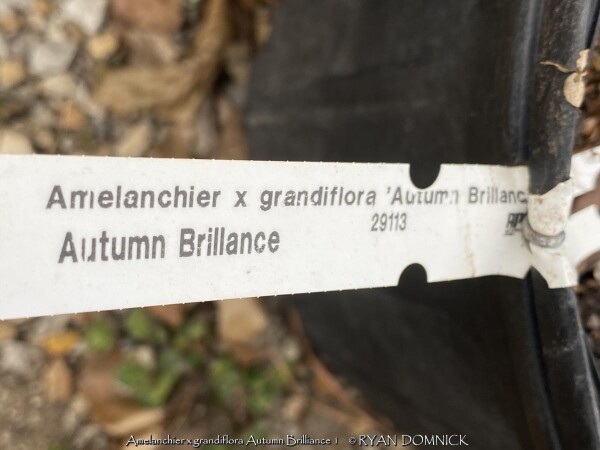 Amelanchier x grandiflora 'Autumn Brillanc
29113
Autumn Brillance
Amelanchier x grandiflora Autumn Brilliance 1 © RYAN DOMNICK